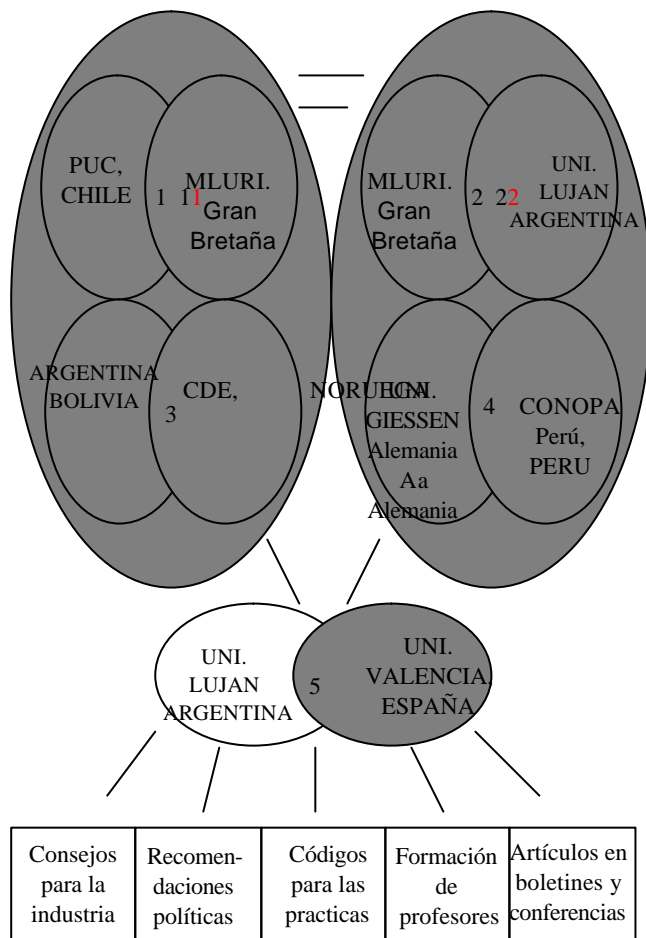 PUC,
CHILE
1 11
MLURI.
Gran
Bretaña
MLURI.
Gran
Bretaña
2 22
UNI.
LUJAN
ARGENTINA
ARGENTINA
BOLIVIA
3
CDE,
NORUEGA
UNI.
GIESSEN
Alemania
Aa
Alemania
4
CONOPA
Perú,
PERU
UNI.
LUJAN
ARGENTINA
5
UNI.
VALENCIA,
ESPAÑA
Consejos
para la
industria
Recomen-
daciones
políticas
Códigos
para las
practicas
Formación
de
profesores
Artículos en
boletines y
conferencias